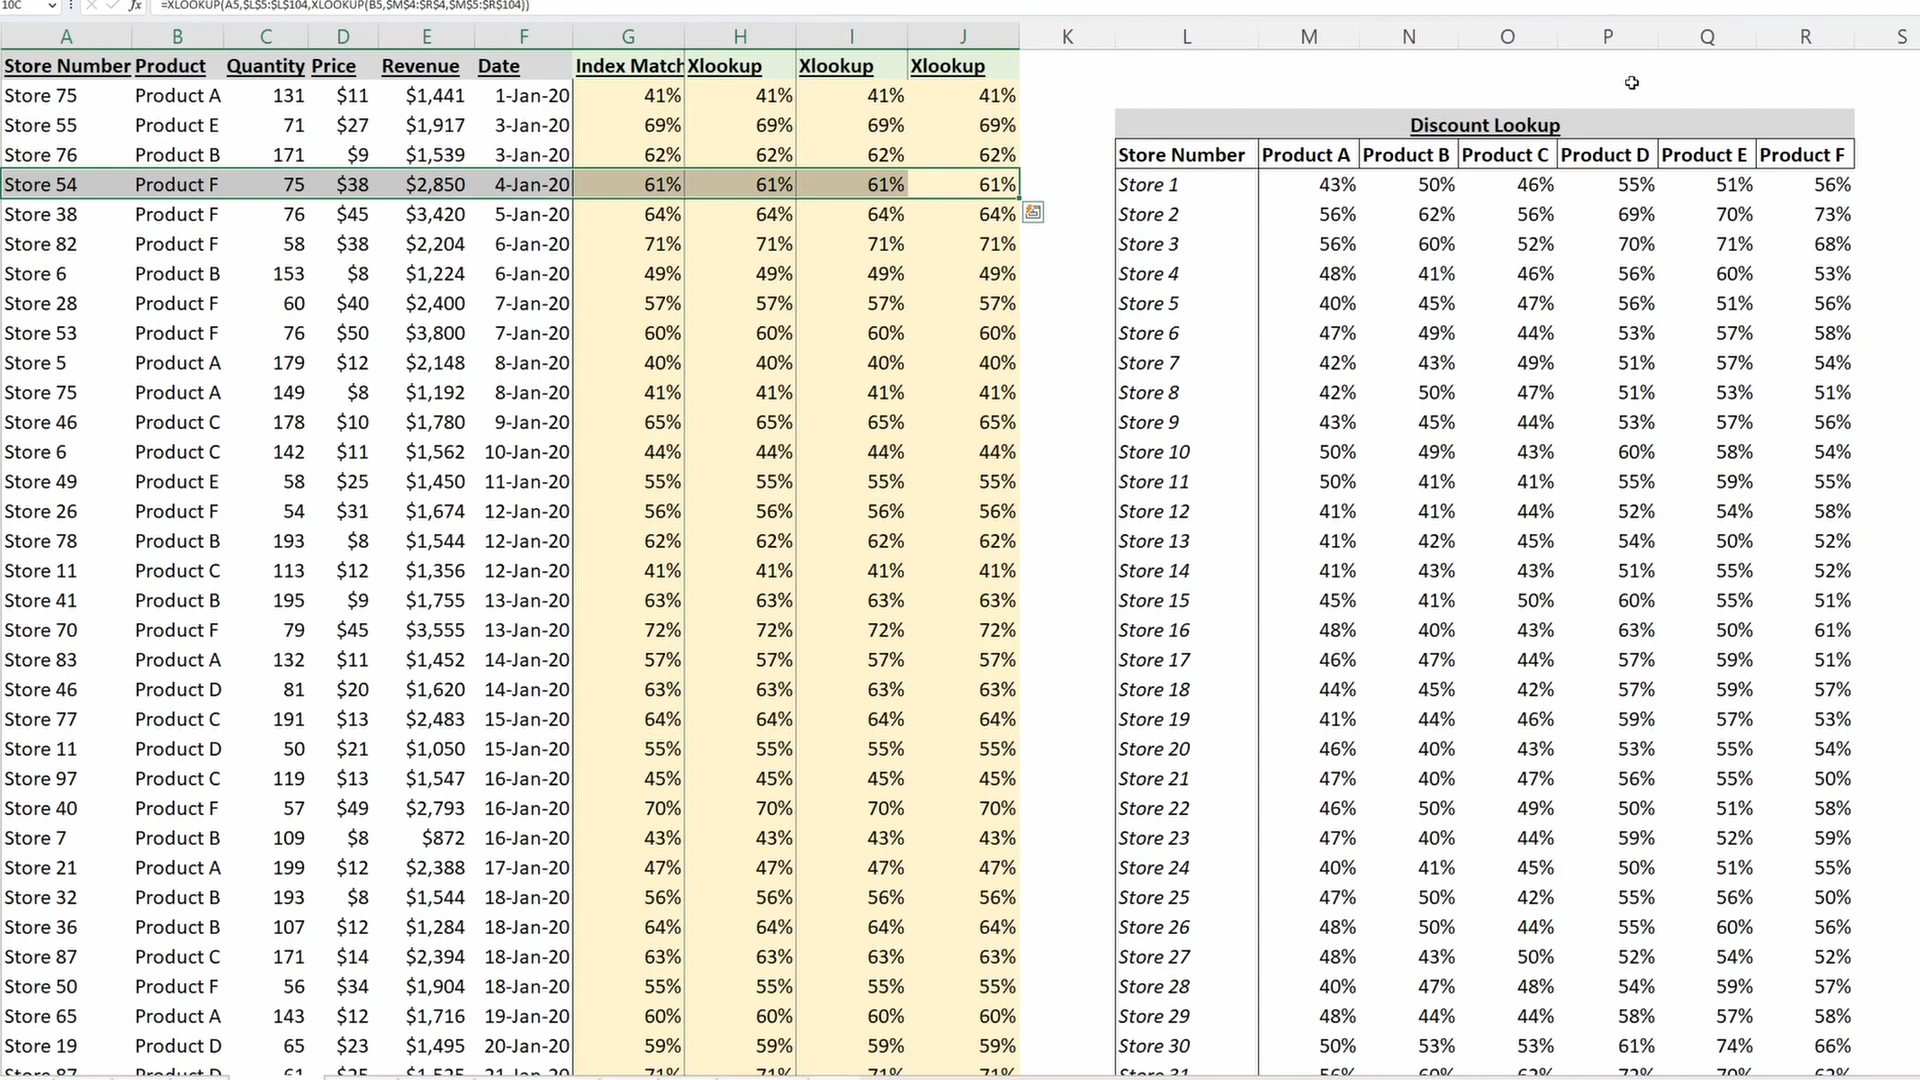 10C fx =XLOOKUP(A5,$L$5:$L$104,XLOOKUP(B5,$M$4:$R$4,$M$5:$R$104))
A B C D E F G H I J K L M N O P Q R S
Store Number Product Quantity Price Revenue Date Index Match Xlookup Xlookup Xlookup
Store 75 Product A 131 $11 $1,441 1-Jan-20 41% 41% 41% 41%
Store 55 Product E 71 $27 $1,917 3-Jan-20 69% 69% 69% 69% Discount Lookup
Store 76 Product B 171 $9 $1,539 3-Jan-20 62% 62% 62% 62% Store Number Product A Product B Product C Product D Product E Product F
Store 54 Product F 75 $38 $2,850 4-Jan-20 61% 61% 61% 61% Store 1 43% 50% 46% 55% 51% 56%
Store 38 Product F 76 $45 $3,420 5-Jan-20 64% 64% 64% 64% Store 2 56% 62% 56% 69% 70% 73%
Store 82 Product F 58 $38 $2,204 6-Jan-20 71% 71% 71% 71% Store 3 56% 60% 52% 70% 71% 68%
Store 6 Product B 153 $8 $1,224 6-Jan-20 49% 49% 49% 49% Store 4 48% 41% 46% 56% 60% 53%
Store 28 Product F 60 $40 $2,400 7-Jan-20 57% 57% 57% 57% Store 5 40% 45% 47% 56% 51% 56%
Store 53 Product F 76 $50 $3,800 7-Jan-20 60% 60% 60% 60% Store 6 47% 49% 44% 53% 57% 58%
Store 5 Product A 179 $12 $2,148 8-Jan-20 40% 40% 40% 40% Store 7 42% 43% 49% 51% 57% 54%
Store 75 Product A 149 $8 $1,192 8-Jan-20 41% 41% 41% 41% Store 8 42% 50% 47% 51% 53% 51%
Store 46 Product C 178 $10 $1,780 9-Jan-20 65% 65% 65% 65% Store 9 43% 45% 44% 53% 57% 56%
Store 6 Product C 142 $11 $1,562 10-Jan-20 44% 44% 44% 44% Store 10 50% 49% 43% 60% 58% 54%
Store 49 Product E 58 $25 $1,450 11-Jan-20 55% 55% 55% 55% Store 11 50% 41% 41% 55% 59% 55%
Store 26 Product F 54 $31 $1,674 12-Jan-20 56% 56% 56% 56% Store 12 41% 41% 44% 52% 54% 58%
Store 78 Product B 193 $8 $1,544 12-Jan-20 62% 62% 62% 62% Store 13 41% 42% 45% 54% 50% 52%
Store 11 Product C 113 $12 $1,356 12-Jan-20 41% 41% 41% 41% Store 14 41% 43% 43% 51% 55% 52%
Store 41 Product B 195 $9 $1,755 13-Jan-20 63% 63% 63% 63% Store 15 45% 41% 50% 60% 55% 51%
Store 70 Product F 79 $45 $3,555 13-Jan-20 72% 72% 72% 72% Store 16 48% 40% 43% 63% 50% 61%
Store 83 Product A 132 $11 $1,452 14-Jan-20 57% 57% 57% 57% Store 17 46% 47% 44% 57% 59% 51%
Store 46 Product D 81 $20 $1,620 14-Jan-20 63% 63% 63% 63% Store 18 44% 45% 42% 57% 59% 57%
Store 77 Product C 191 $13 $2,483 15-Jan-20 64% 64% 64% 64% Store 19 41% 44% 46% 59% 57% 53%
Store 11 Product D 50 $21 $1,050 15-Jan-20 55% 55% 55% 55% Store 20 46% 40% 43% 53% 55% 54%
Store 97 Product C 119 $13 $1,547 16-Jan-20 45% 45% 45% 45% Store 21 47% 40% 47% 56% 55% 50%
Store 40 Product F 57 $49 $2,793 16-Jan-20 70% 70% 70% 70% Store 22 46% 50% 49% 50% 51% 58%
Store 7 Product B 109 $8 $872 16-Jan-20 43% 43% 43% 43% Store 23 47% 40% 44% 59% 52% 59%
Store 21 Product A 199 $12 $2,388 17-Jan-20 47% 47% 47% 47% Store 24 40% 41% 45% 50% 51% 55%
Store 32 Product B 193 $8 $1,544 18-Jan-20 56% 56% 56% 56% Store 25 47% 50% 42% 55% 56% 50%
Store 36 Product B 107 $12 $1,284 18-Jan-20 64% 64% 64% 64% Store 26 48% 50% 44% 55% 60% 56%
Store 87 Product C 171 $14 $2,394 18-Jan-20 63% 63% 63% 63% Store 27 48% 43% 50% 52% 54% 52%
Store 50 Product F 56 $34 $1,904 18-Jan-20 55% 55% 55% 55% Store 28 40% 47% 48% 54% 59% 57%
Store 65 Product A 143 $12 $1,716 19-Jan-20 60% 60% 60% 60% Store 29 48% 44% 44% 58% 57% 58%
Store 19 Product D 65 $23 $1,495 20-Jan-20 59% 59% 59% 59% Store 30 50% 53% 53% 61% 74% 66%
Store 87 Product D 61 $25 $1,525 21-Jan-20 71% 71% 71% 71% Store 31